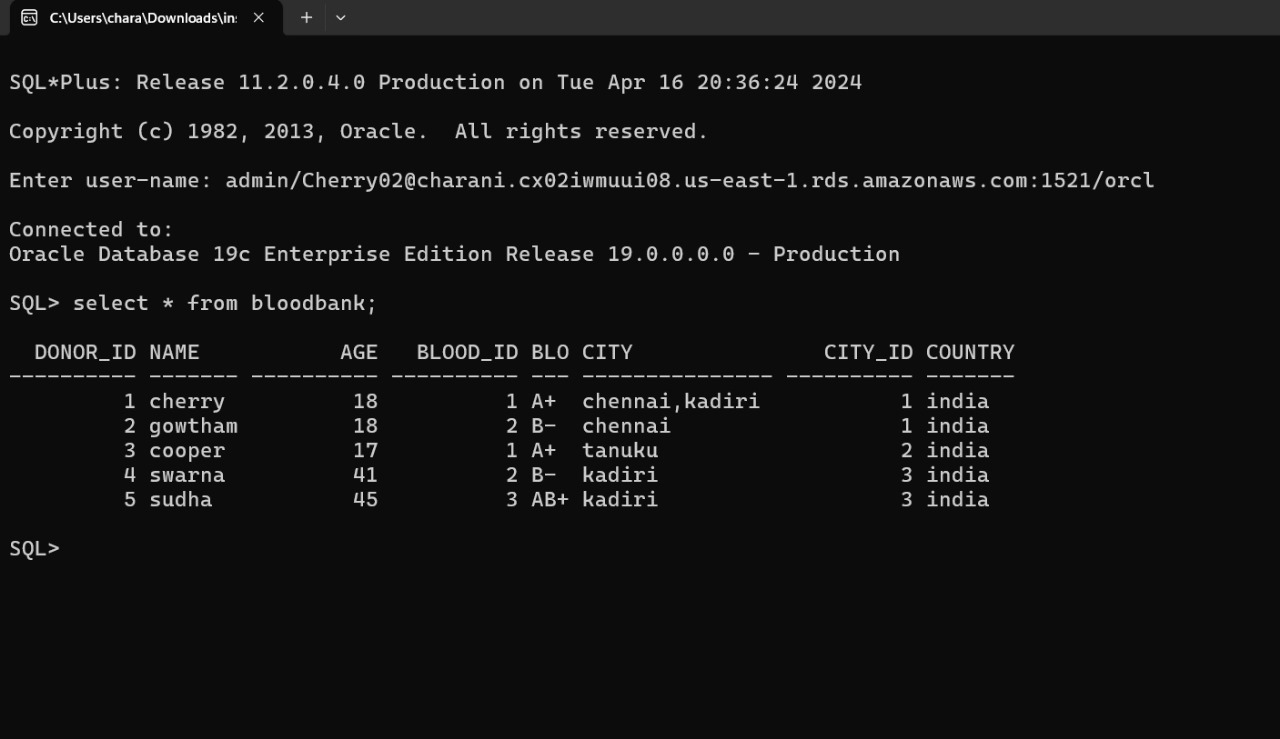 C:\Users\chara\Downloads\in:
SQL*Plus: Release 11.2.0.4.0 Production on Tue Apr 16 20:36:24 2024
Copyright (c) 1982, 2013, Oracle.  All rights reserved.
Enter user-name: admin/Cherry02@charani.cx02iwmuui08.us-east-1.rds.amazonaws.com:1521/orcl
Connected to:
Oracle Database 19c Enterprise Edition Release 19.0.0.0.0 - Production
SQL> select * from bloodbank;
  DONOR_ID NAME           AGE   BLOOD_ID BLO CITY               CITY_ID COUNTRY
---------- ------- ---------- ---------- --- --------------- ---------- -------
         1 cherry          18          1 A+  chennai,kadiri           1 india
         2 gowtham         18          2 B-  chennai                  1 india
         3 cooper          17          1 A+  tanuku                   2 india
         4 swarna          41          2 B-  kadiri                   3 india
         5 sudha           45          3 AB+ kadiri                   3 india
SQL>